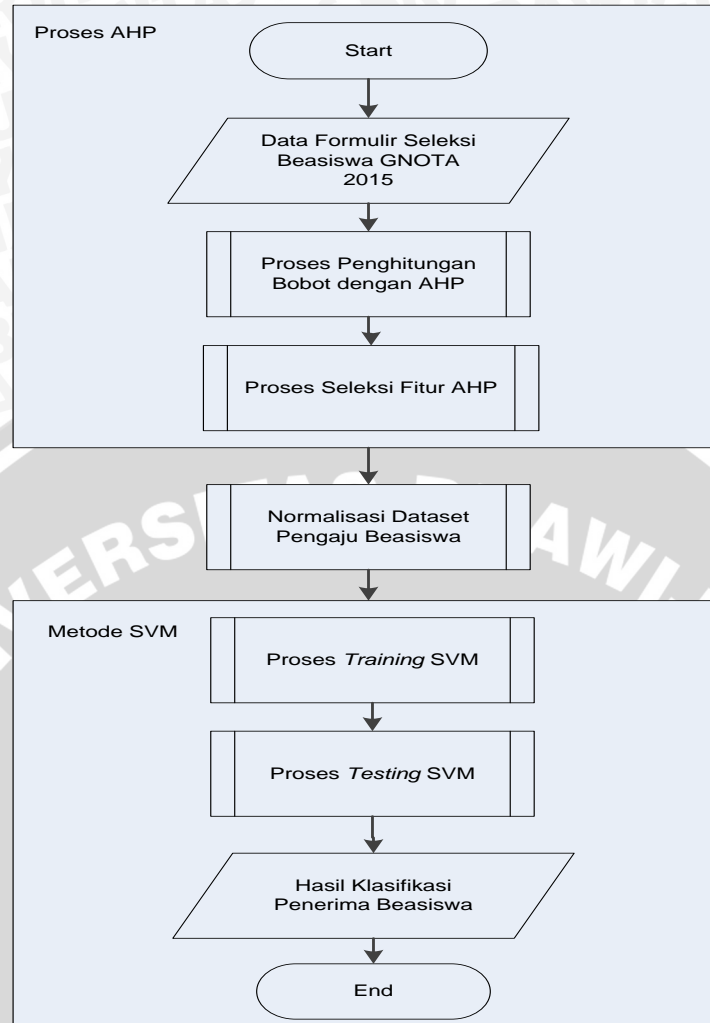 Proses AHP
Start
Data Formulir Seleksi
Beasiswa GNOTA
2015
Proses Penghitungan
Bobot dengan AHP
Proses Seleksi Fitur AHP
Normalisasi Dataset
Pengaju Beasiswa
Metode SVM
Proses Training SVM
Proses Testing SVM
Hasil Klasifikasi
Penerima Beasiswa
End